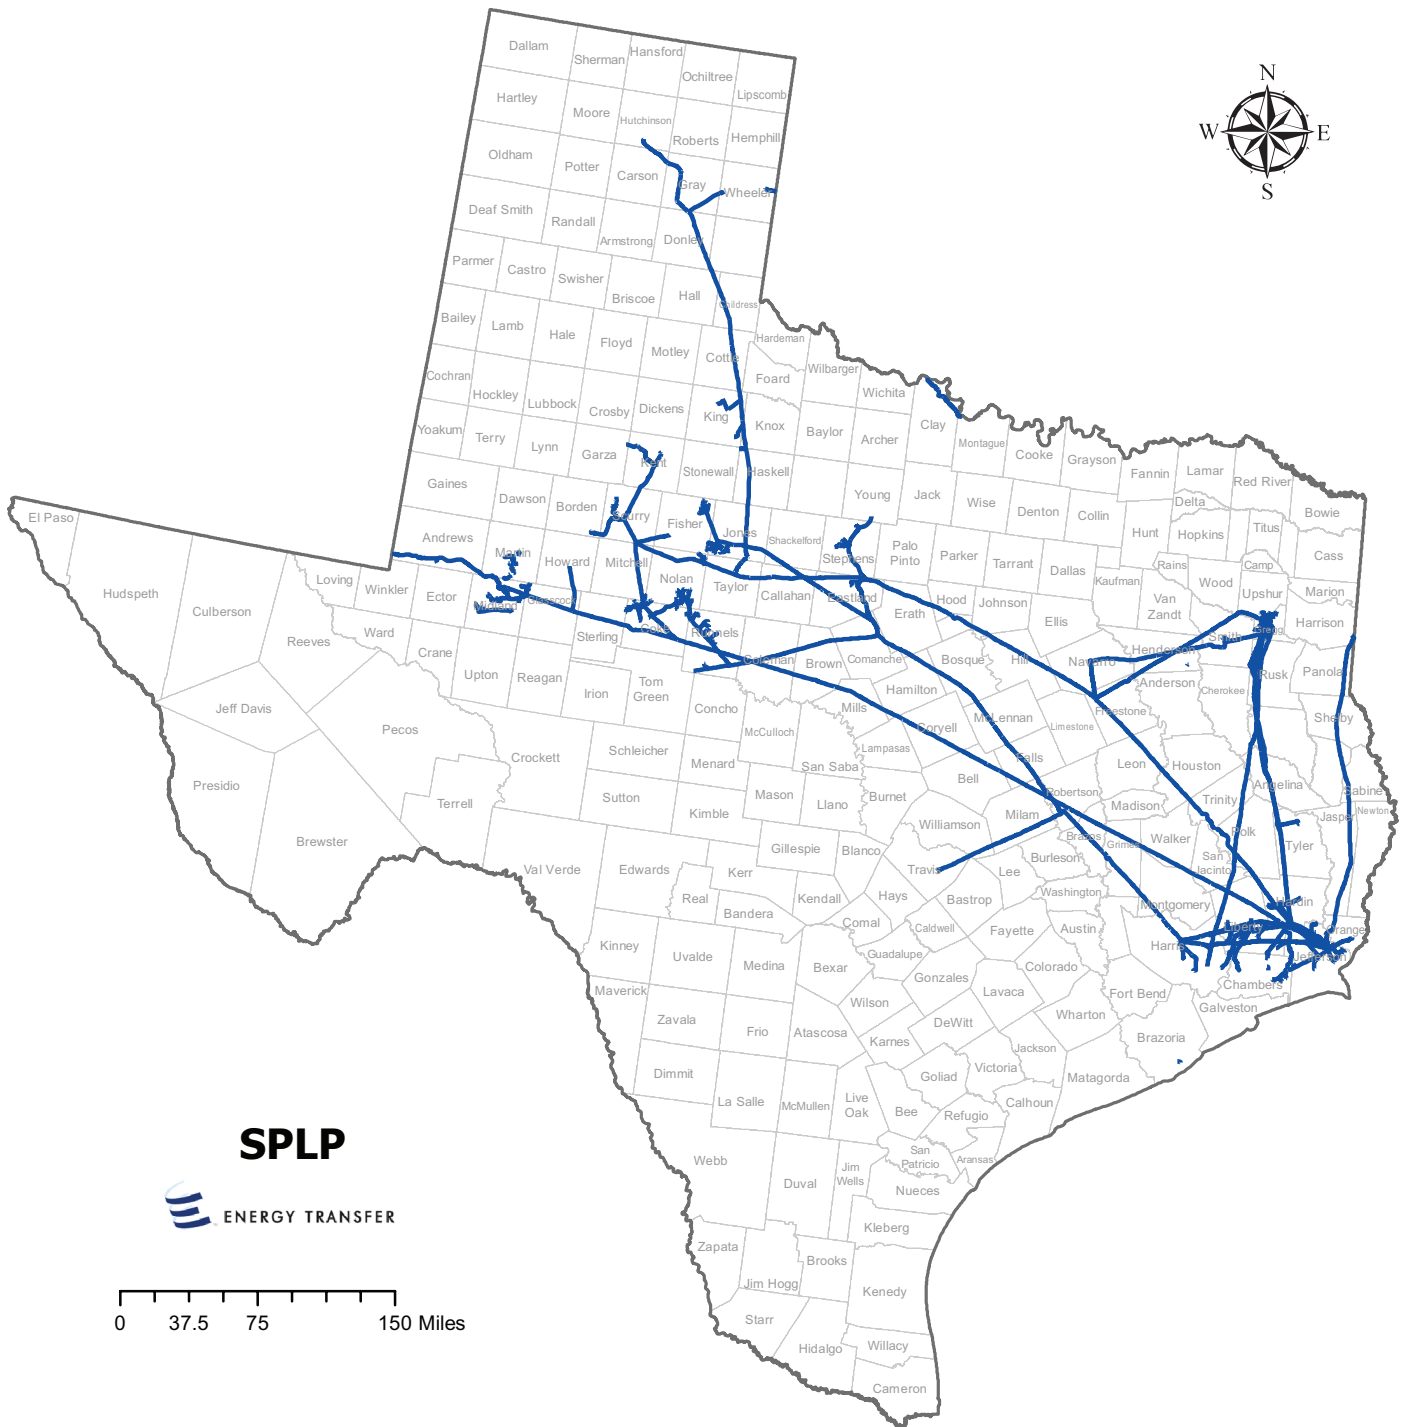 N
W E
S
Dallam
Sherman
Hansford
Ochiltree
Lipscomb
Hartley
Moore
Hutchinson
Roberts
Hemphill
Oldham
Potter
Carson
Gray
Wheeler
Deaf Smith
Randall
Armstrong
Donley
Parmer
Castro
Swisher
Briscoe
Hall
Childress
Bailey
Lamb
Hale
Floyd
Motley
Cottle
Hardeman
Foard
Wilbarger
Wichita
Cochran
Hockley
Lubbock
Crosby
Dickens
King
Knox
Baylor
Archer
Clay
Montague
Cooke
Grayson
Fannin
Lamar
Red River
Bowie
Yoakum
Terry
Lynn
Garza
Kent
Stonewall
Haskell
Young
Jack
Wise
Denton
Collin
Hunt
Delta
Hopkins
Titus
Cass
Gaines
Dawson
Borden
Scurry
Fisher
Jones
Shackelford
Stephens
Palo
Pinto
Parker
Tarrant
Dallas
Kaufman
Rains
Wood
Camp
Upshur
Marion
El Paso
Hudspeth
Culberson
Reeves
Loving
Winkler
Andrews
Ector
Martin
Midland
Howard
Glasscock
Mitchell
Nolan
Taylor
Callahan
Eastland
Erath
Hood
Johnson
Ellis
Van
Zandt
Smith
Gregg
Harrison
Ward
Crane
Upton
Reagan
Sterling
Coke
Runnels
Coleman
Brown
Comanche
Bosque
Hill
Navarro
Henderson
Anderson
Cherokee
Rusk
Panola
Jeff Davis
Pecos
Crockett
Irion
Tom
Green
Concho
McCulloch
Mills
Hamilton
Coryell
McLennan
Limestone
Freestone
Shelby
Presidio
Brewster
Terrell
Schleicher
Menard
San Saba
Lampasas
Bell
Falls
Leon
Houston
Angelina
Sabine
Newton
Val Verde
Sutton
Kimble
Mason
Llano
Burnet
Williamson
Milam
Robertson
Madison
Trinity
Polk
Jasper
Tyler
Edwards
Kerr
Gillespie
Blanco
Travis
Lee
Burleson
Brazos
Grimes
Walker
San
Jacinto
Real
Bandera
Kendall
Hays
Comal
Caldwell
Bastrop
Washington
Fayette
Austin
Montgomery
Liberty
Hardin
Orange
Jefferson
Harris
Kinney
Uvalde
Medina
Bexar
Guadalupe
Gonzales
Lavaca
Colorado
Fort Bend
Chambers
Galveston
Maverick
Zavala
Frio
Atascosa
Wilson
Karnes
DeWitt
Wharton
Brazoria
Dimmit
La Salle
McMullen
Live
Oak
Bee
Goliad
Victoria
Jackson
Matagorda
Refugio
Calhoun
San
Patricio
Aransas
Webb
Duval
Jim
Wells
Nueces
Kleberg
Zapata
Jim Hogg
Brooks
Kenedy
Starr
Hidalgo
Willacy
Cameron
SPLP
ENERGY TRANSFER
0 37.5 75 150 Miles